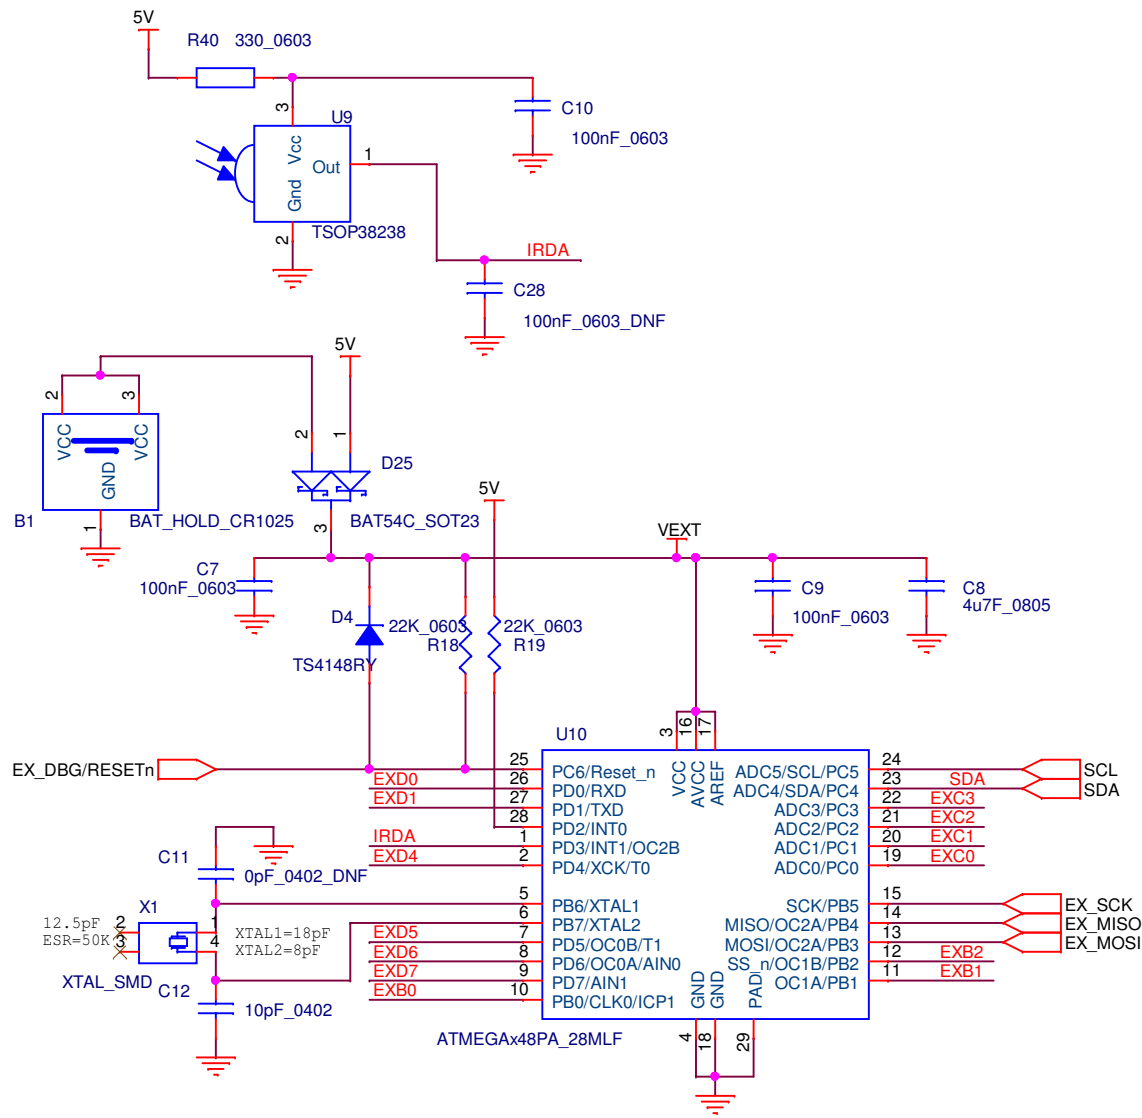 5V
R40 330_0603
3
U9
Vcc
Gnd
Out
1
2
TSOP38238
C10
100nF_0603
IRDA
C28
100nF_0603_DNF
5V
2
3
VCC
VCC
GND
1
B1
BAT_HOLD_CR1025
2
1
D25
3
BAT54C_SOT23
5V
VEXT
C7
100nF_0603
D4
TS4148RY
22K_0603
R18
22K_0603
R19
C9
100nF_0603
C8
4u7F_0805
U10
3
16
17
VCC
AVCC
AREF
EX_DBG/RESETn
25
PC6/Reset_n
EXD0
26
PD0/RXD
EXD1
27
PD1/TXD
28
PD2/INT0
IRDA
1
PD3/INT1/OC2B
EXD4
2
PD4/XCK/T0
5
PB6/XTAL1
6
PB7/XTAL2
EXD5
7
PD5/OC0B/T1
EXD6
8
PD6/OC0A/AIN0
EXD7
9
PD7/AIN1
EXB0
10
PB0/CLK0/ICP1
ADC5/SCL/PC5
24
SCL
ADC4/SDA/PC4
23
SDA
SDA
ADC3/PC3
22
EXC3
ADC2/PC2
21
EXC2
ADC1/PC1
20
EXC1
ADC0/PC0
19
EXC0
SCK/PB5
15
EX_SCK
MISO/OC2A/PB4
14
EX_MISO
MOSI/OC2A/PB3
13
EX_MOSI
SS_n/OC1B/PB2
12
EXB2
OC1A/PB1
11
EXB1
GND
GND
PAD
4
18
29
ATMEGAx48PA_28MLF
C11
0pF_0402_DNF
X1
12.5pF
ESR=50K
2
3
1
4
XTAL1=18pF
XTAL2=8pF
XTAL_SMD
C12
10pF_0402